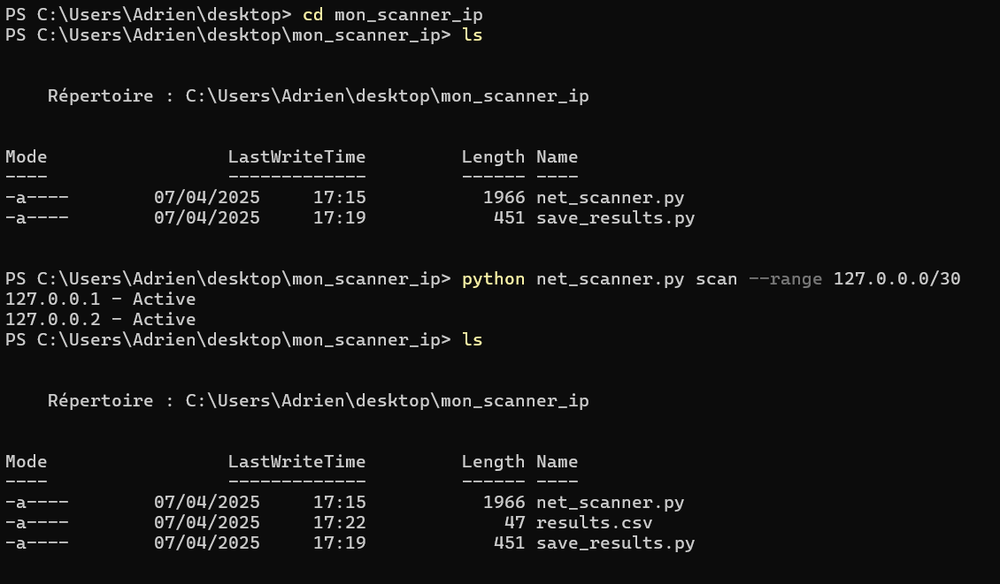 PS C:\Users\Adrien\desktop> cd mon_scanner_ip
PS C:\Users\Adrien\desktop\mon_scanner_ip> ls
Répertoire : C:\Users\Adrien\desktop\mon_scanner_ip
Mode                 LastWriteTime         Length Name
----                 -------------         ------ ----
-a----        07/04/2025     17:15           1966 net_scanner.py
-a----        07/04/2025     17:19            451 save_results.py
PS C:\Users\Adrien\desktop\mon_scanner_ip> python net_scanner.py scan --range 127.0.0.0/30
127.0.0.1 - Active
127.0.0.2 - Active
PS C:\Users\Adrien\desktop\mon_scanner_ip> ls
Répertoire : C:\Users\Adrien\desktop\mon_scanner_ip
Mode                 LastWriteTime         Length Name
----                 -------------         ------ ----
-a----        07/04/2025     17:15           1966 net_scanner.py
-a----        07/04/2025     17:22             47 results.csv
-a----        07/04/2025     17:19            451 save_results.py